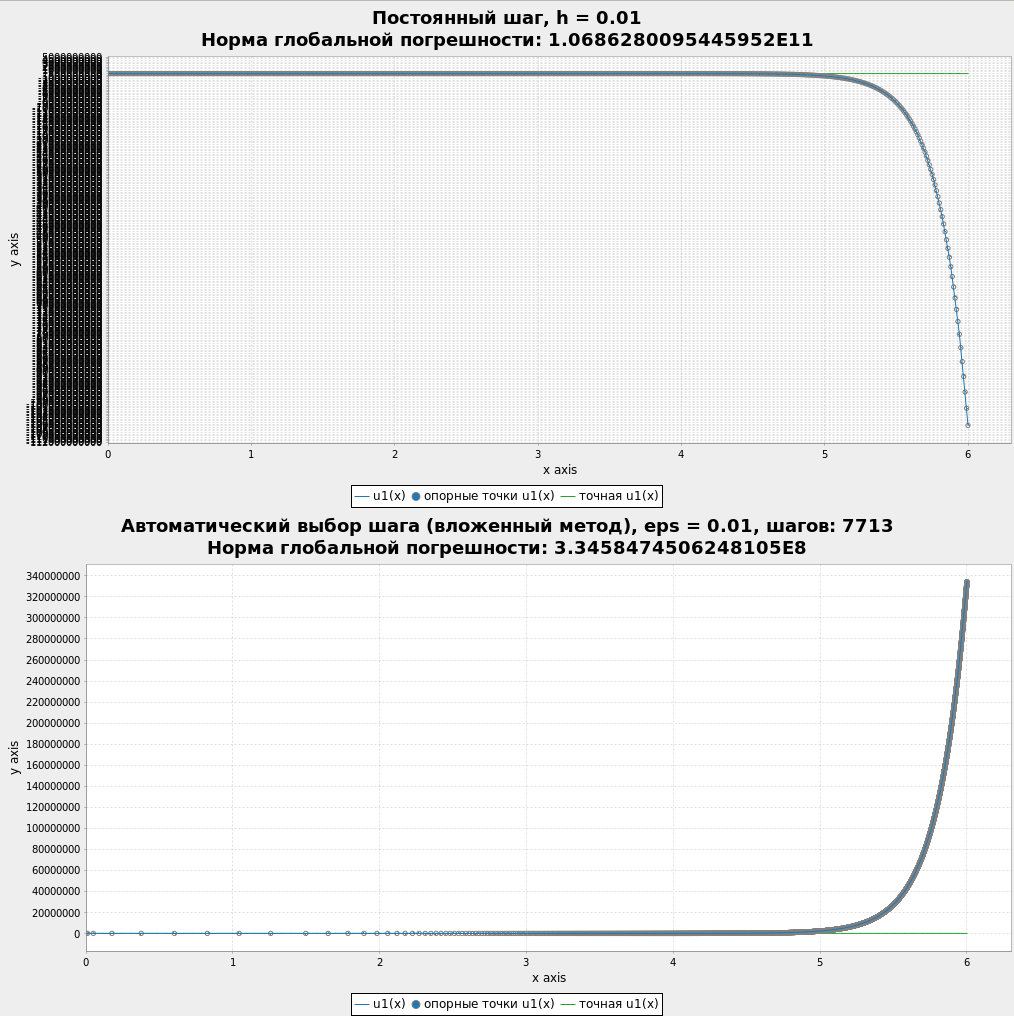 Постоянный шаг, h = 0.01
Норма глобальной погрешности: 1.0686280095445952E11
y axis
0 1 2 3 4 5 6
x axis
u1(x) опорные точки u1(x) точная u1(x)
Автоматический выбор шага (вложенный метод), eps = 0.01, шагов: 7713
Норма глобальной погрешности: 3.3458474506248105E8
340000000
320000000
300000000
280000000
260000000
240000000
220000000
200000000
180000000
160000000
140000000
120000000
100000000
80000000
60000000
40000000
20000000
0
y axis
0 1 2 3 4 5 6
x axis
u1(x) опорные точки u1(x) точная u1(x)